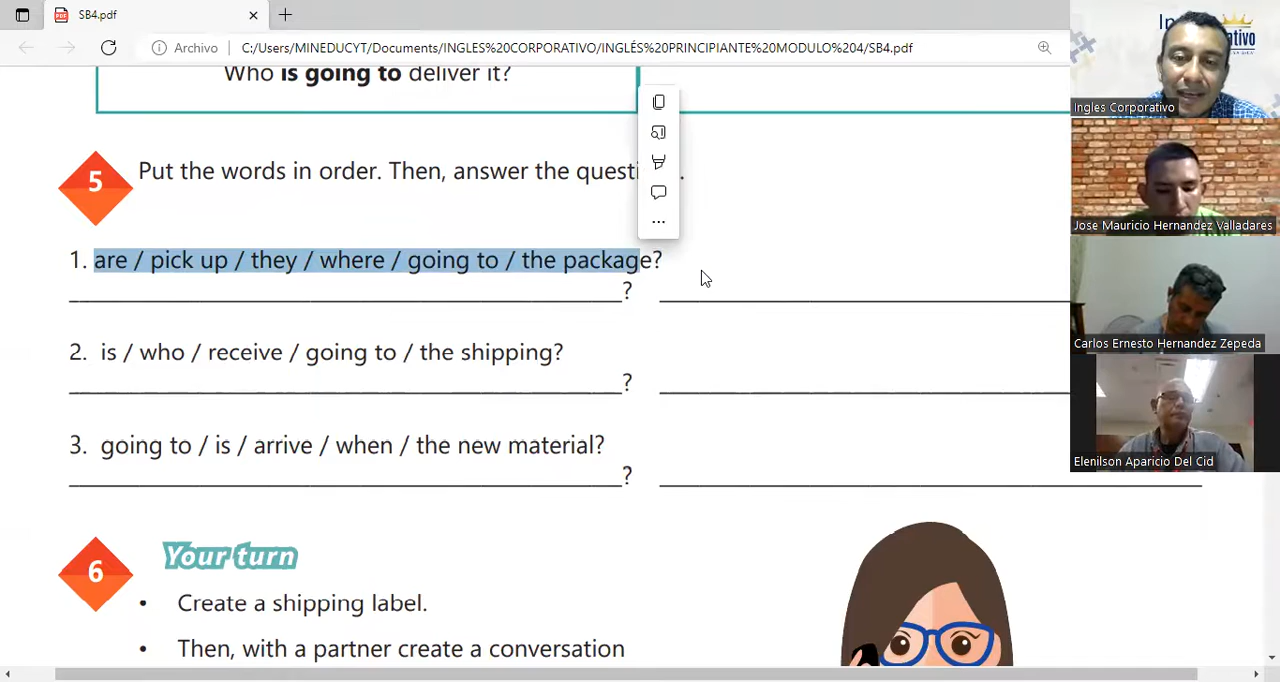 SB4.pdf
Archivo
C:/Users/MINEDUCYT/Documents/INGLES%20CORPORATIVO/INGLÉS%20PRINCIPIANTE%20MODULO%204/SB4.pdf
Who is going to deliver it?
5
Put the words in order. Then, answer the questi
.
1. are / pick up / they / where / going to / the package?
?
2. is / who / receive / going to / the shipping?
?
3. going to / is / arrive / when / the new material?
?
6
Your turn
• Create a shipping label.
• Then, with a partner create a conversation
Ingles Corporativo
Jose Mauricio Hernandez Valladares
Carlos Ernesto Hernandez Zepeda
Elenilson Aparicio Del Cid